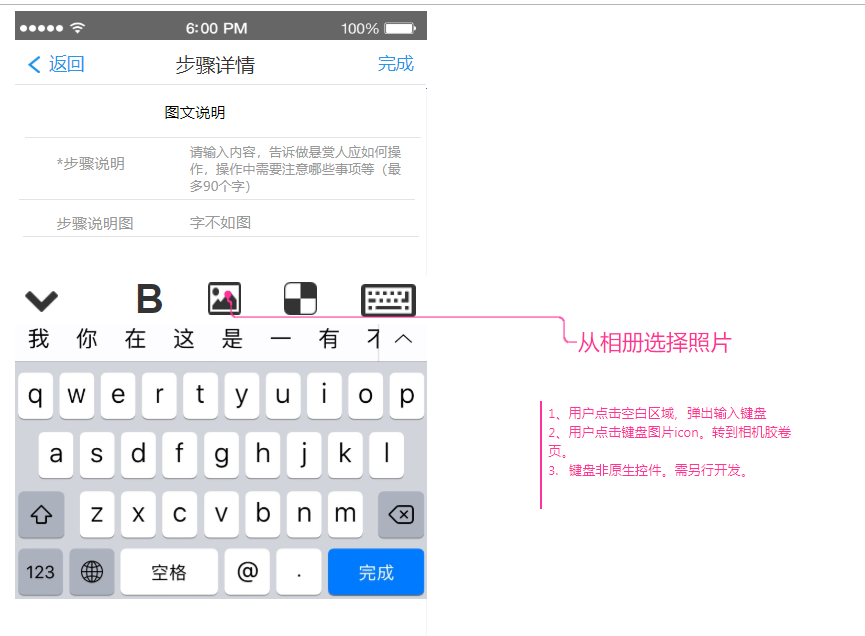 6:00 PM 100%
返回 步骤详情 完成
图文说明
*步骤说明
请输入内容，告诉做悬赏人应如何操
作，操作中需要注意哪些事项等（最
多90个字）
步骤说明图 字不如图
B
我 你 在 这 是 一 有
从相册选择照片
q w e r t y u i o p
a s d f g h j k l
z x c v b n m
123 空格 @ . 完成
1、用户点击空白区域，弹出输入键盘
2、用户点击键盘图片icon。转到相机胶卷
页。
3. 键盘非原生控件。需另行开发。